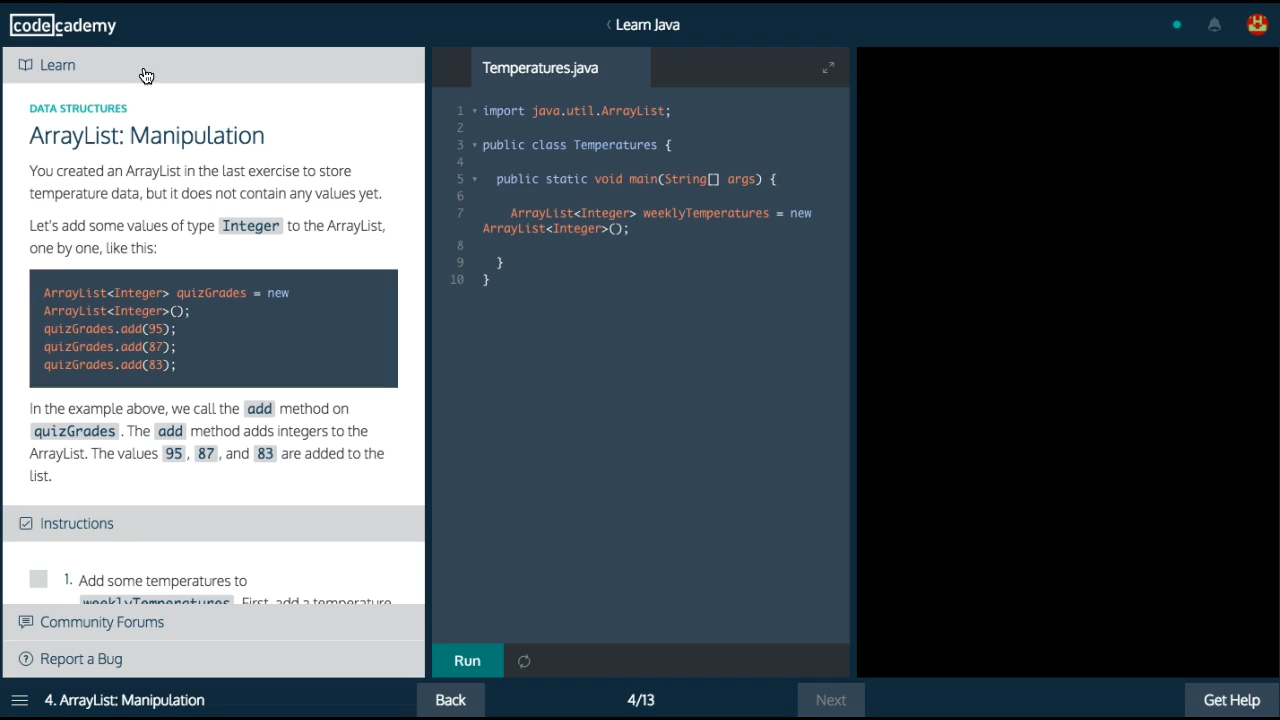 codecademy
Learn Java
Learn
DATA STRUCTURES
ArrayList: Manipulation
You created an ArrayList in the last exercise to store
temperature data, but it does not contain any values yet.
Let's add some values of type Integer to the ArrayList,
one by one, like this:
ArrayList<Integer> quizGrades = new
ArrayList<Integer>();
quizGrades.add(95);
quizGrades.add(87);
quizGrades.add(83);
In the example above, we call the add method on
quizGrades. The add method adds integers to the
ArrayList. The values 95, 87, and 83 are added to the
list.
Instructions
1. Add some temperatures to
weeklyTemperatures. First, add a temperature
Community Forums
Report a Bug
Temperatures.java
1 import java.util.ArrayList;
2
3 public class Temperatures {
4
5 public static void main(String[] args) {
6
7 ArrayList<Integer> weeklyTemperatures = new
ArrayList<Integer>();
8
9 }
10 }
Run
4. ArrayList: Manipulation
Back
4/13
Next
Get Help